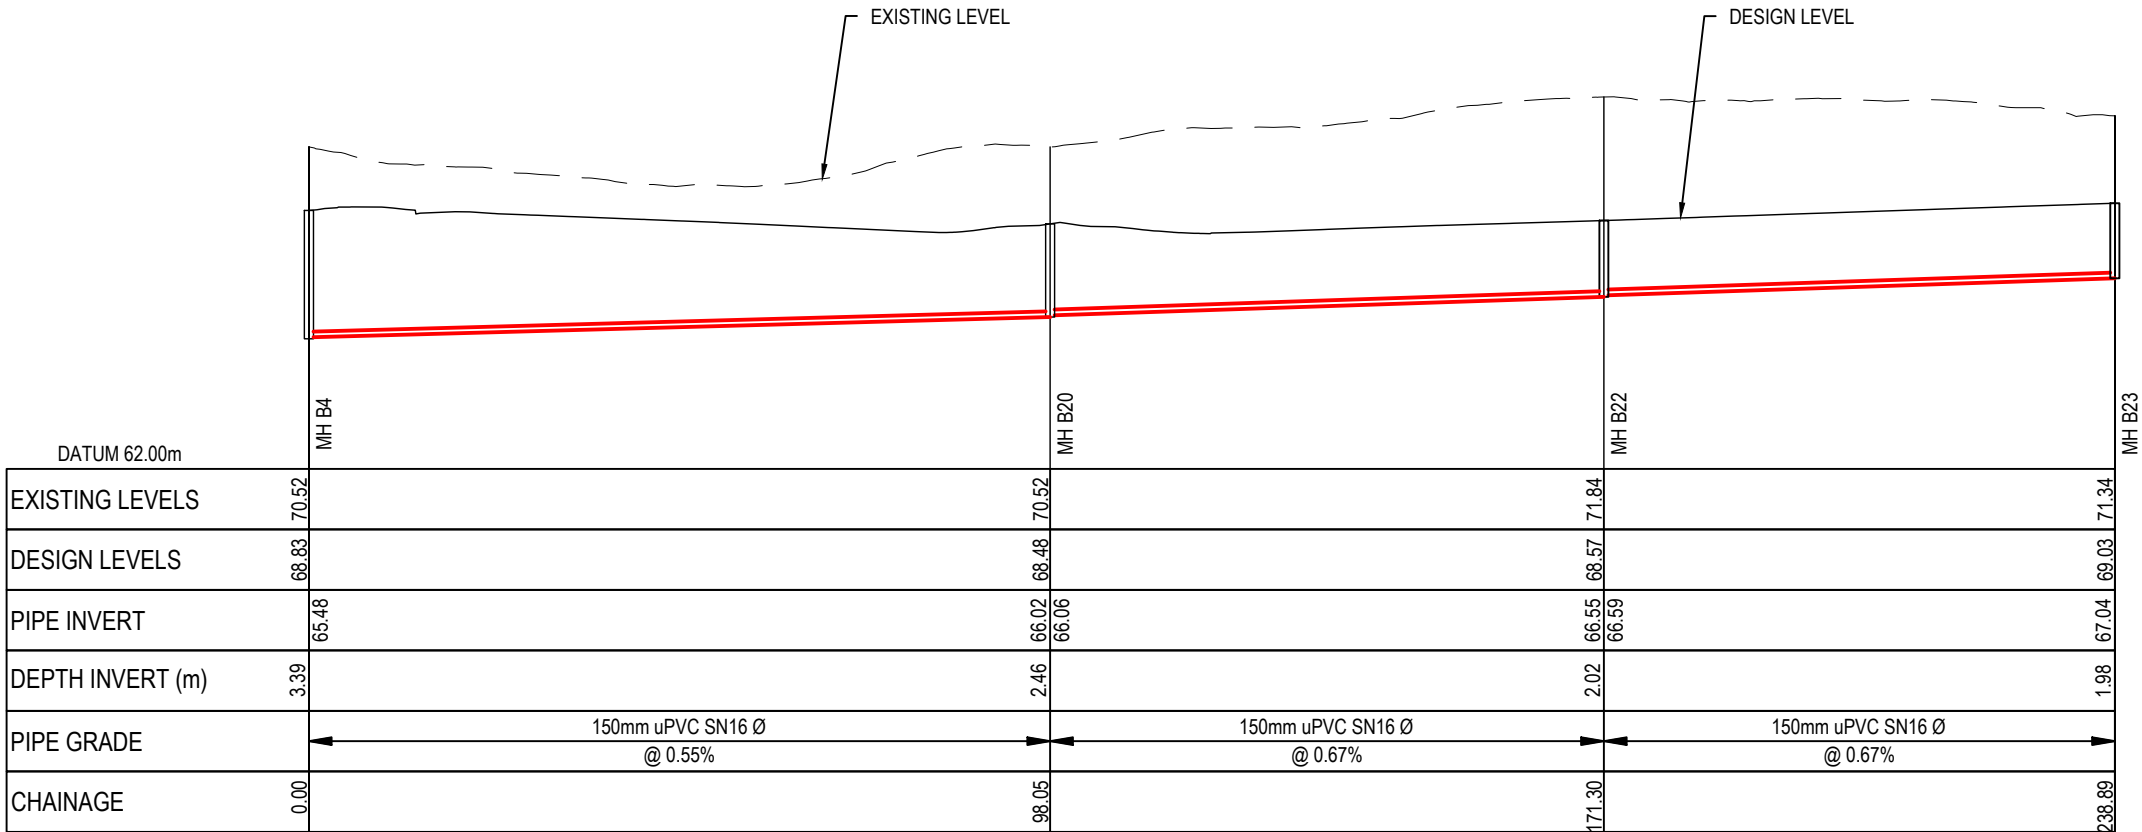 EXISTING LEVEL
DESIGN LEVEL
MH B4
MH B20
MH B22
MH B23
DATUM 62.00m
EXISTING LEVELS 70.52 70.52 71.84 71.34
DESIGN LEVELS 68.83 68.48 68.57 69.03
PIPE INVERT 65.48 66.02 66.06 66.55 66.59 67.04
DEPTH INVERT (m) 3.39 2.46 2.02 1.98
PIPE GRADE
150mm uPVC SN16 Ø
@ 0.55%
150mm uPVC SN16 Ø
@ 0.67%
150mm uPVC SN16 Ø
@ 0.67%
CHAINAGE 0.00 98.05 171.30 238.89